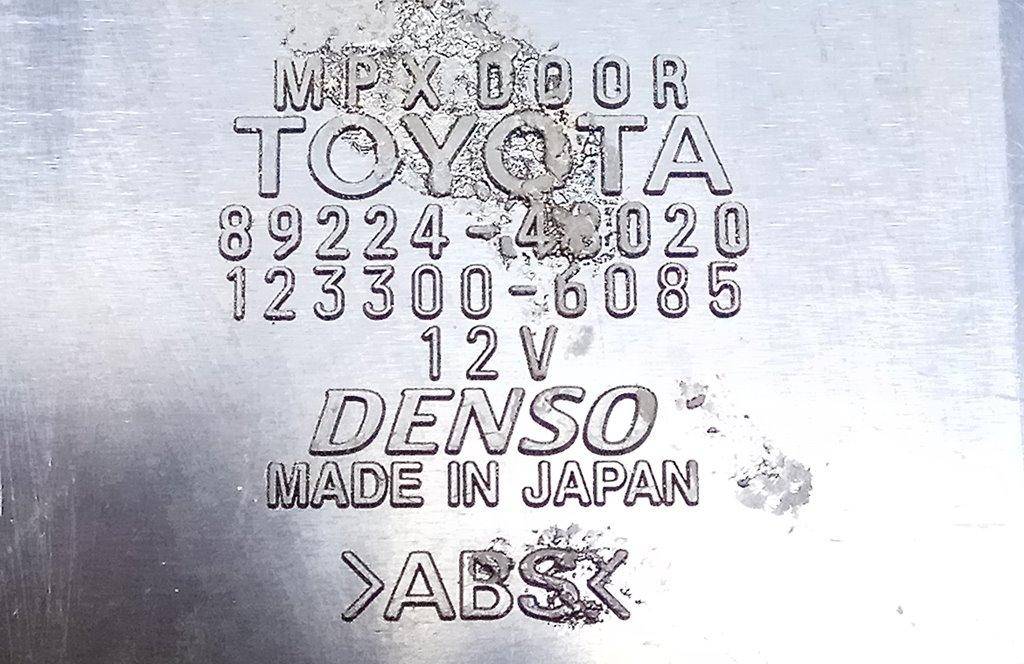 MPX DOOR
TOYOTA
89224-48020
123300-6085
12V
DENSO
MADE IN JAPAN
>ABS<